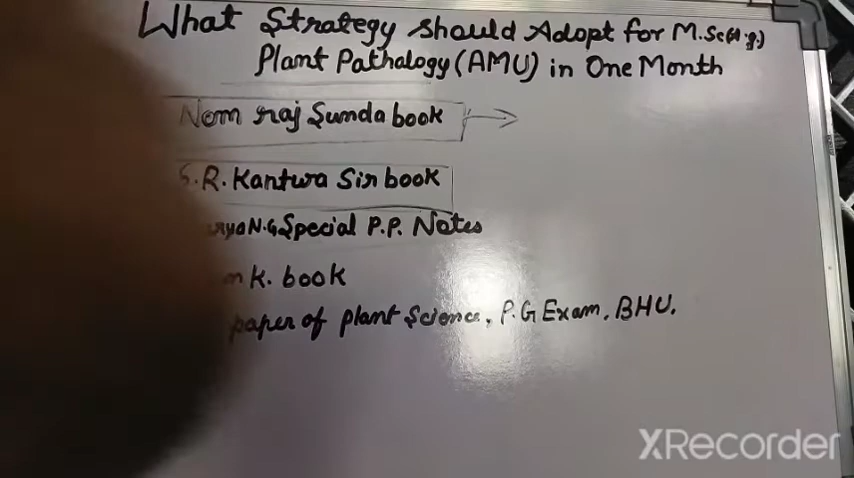 What Strategy Should Adopt for M.Sc(A.g.)
Plant Pathalogy (AMU) in One Month
Nem raj Sunda book
S.R. Kantwa Sir book
N.G Special P.P. Notes
K. book
paper of plant Science, P.G Exam, BHU.
XRecorder